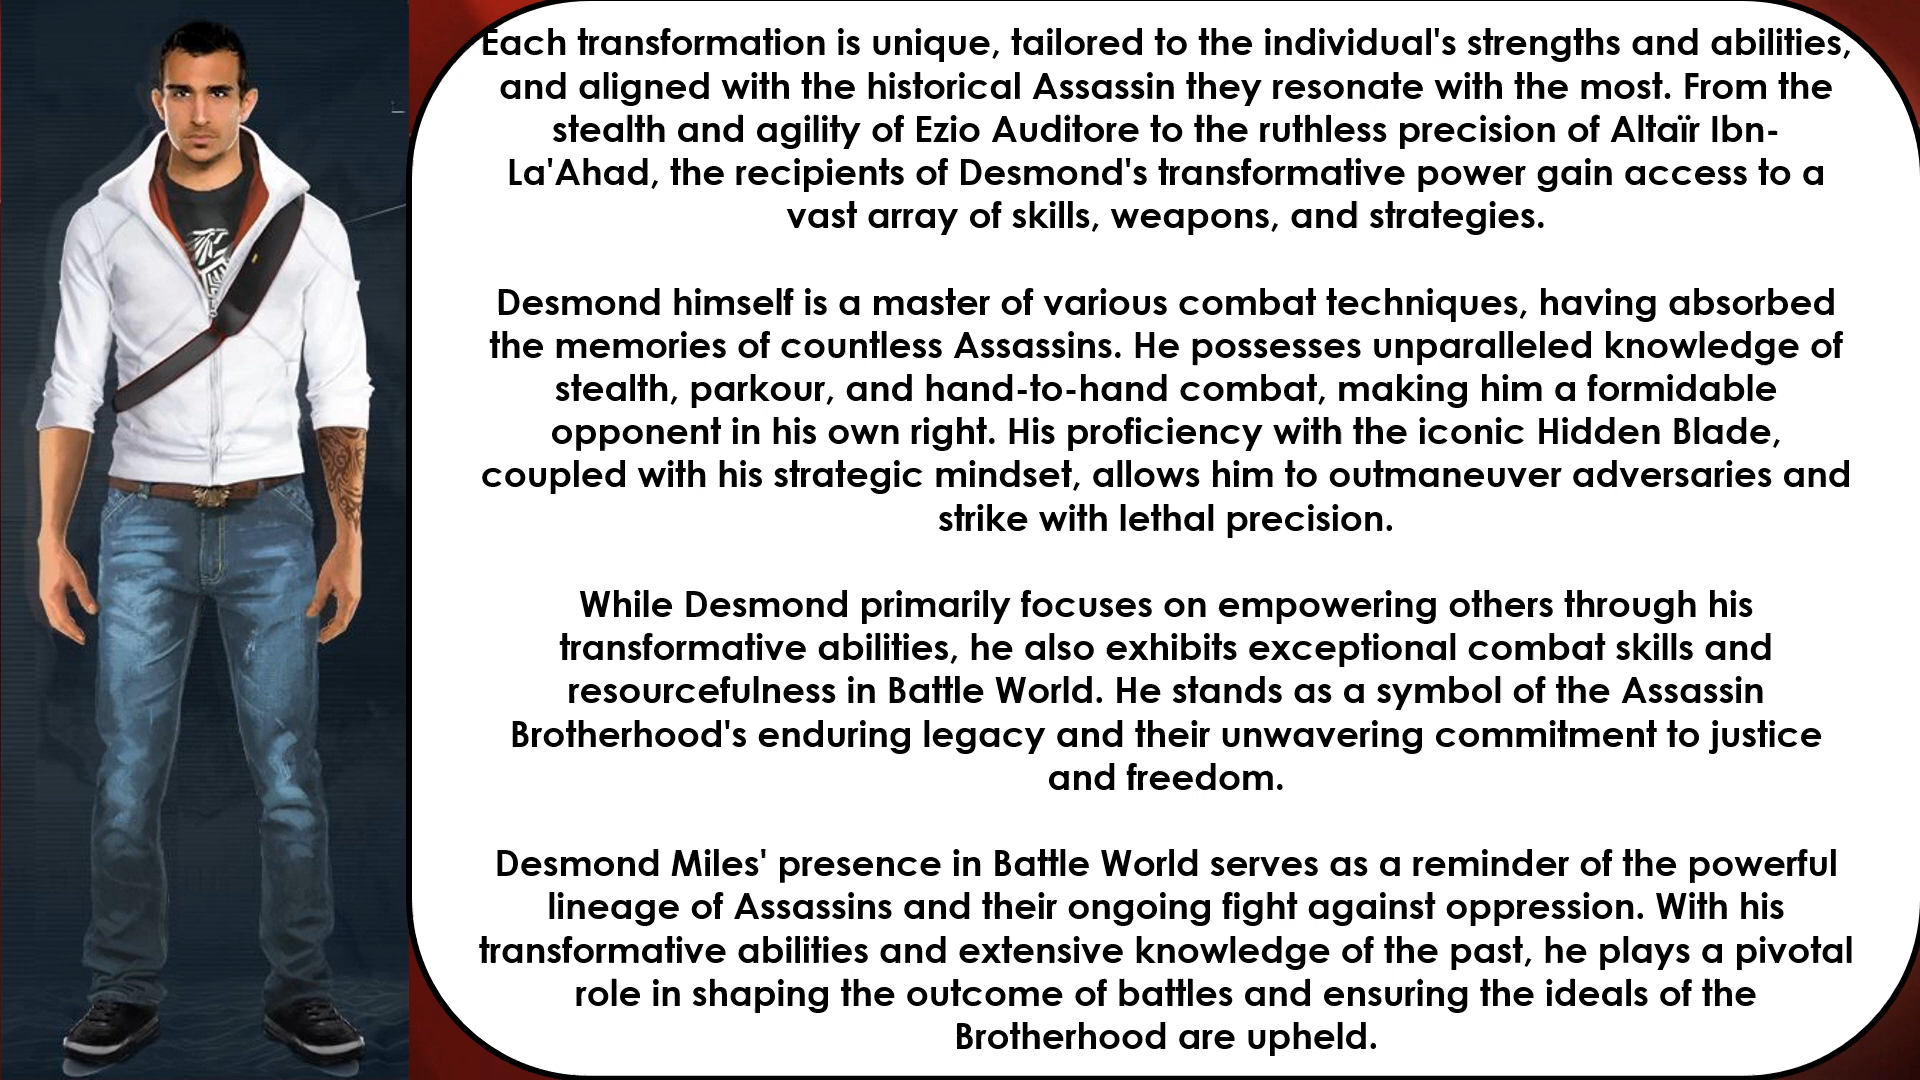 Each transformation is unique, tailored to the individual's strengths and abilities,
and aligned with the historical Assassin they resonate with the most. From the
stealth and agility of Ezio Auditore to the ruthless precision of Altaïr Ibn-
La'Ahad, the recipients of Desmond's transformative power gain access to a
vast array of skills, weapons, and strategies.
Desmond himself is a master of various combat techniques, having absorbed
the memories of countless Assassins. He possesses unparalleled knowledge of
stealth, parkour, and hand-to-hand combat, making him a formidable
opponent in his own right. His proficiency with the iconic Hidden Blade,
coupled with his strategic mindset, allows him to outmaneuver adversaries and
strike with lethal precision.
While Desmond primarily focuses on empowering others through his
transformative abilities, he also exhibits exceptional combat skills and
resourcefulness in Battle World. He stands as a symbol of the Assassin
Brotherhood's enduring legacy and their unwavering commitment to justice
and freedom.
Desmond Miles' presence in Battle World serves as a reminder of the powerful
lineage of Assassins and their ongoing fight against oppression. With his
transformative abilities and extensive knowledge of the past, he plays a pivotal
role in shaping the outcome of battles and ensuring the ideals of the
Brotherhood are upheld.